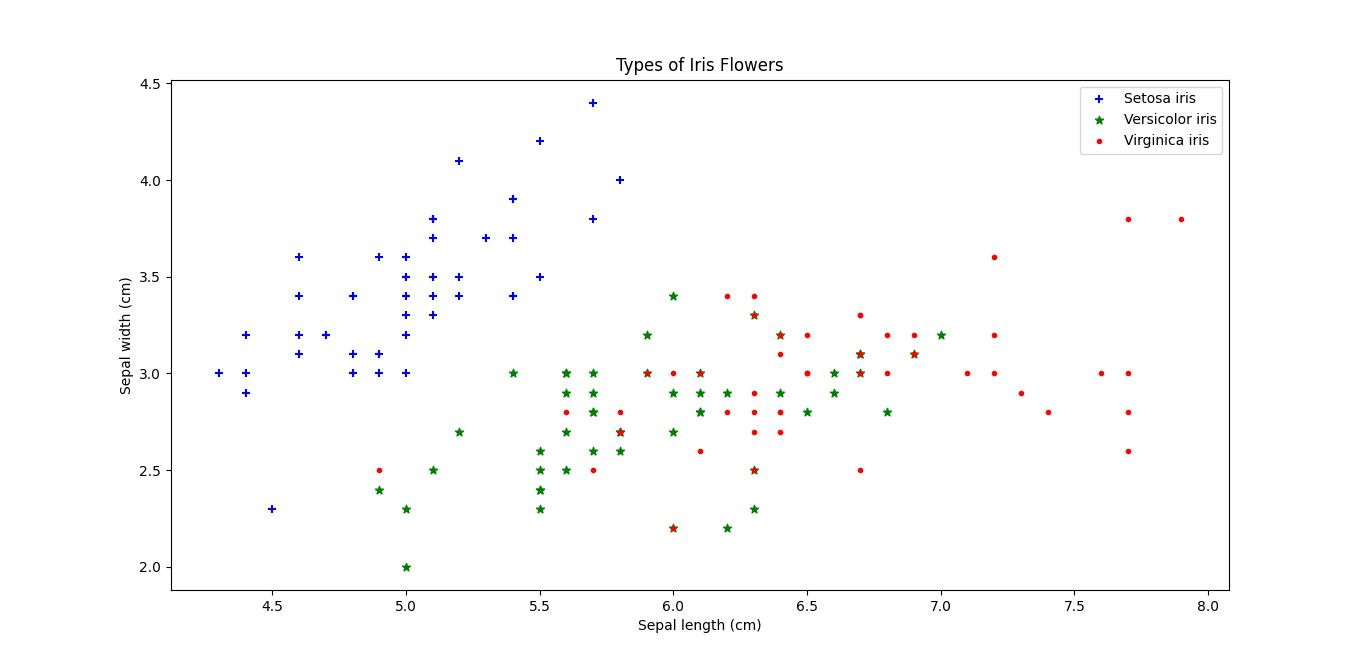 Types of Iris Flowers
Setosa iris
Versicolor iris
Virginica iris
Sepal width (cm)
4.5
4.0
3.5
3.0
2.5
2.0
4.5 5.0 5.5 6.0 6.5 7.0 7.5 8.0
Sepal length (cm)